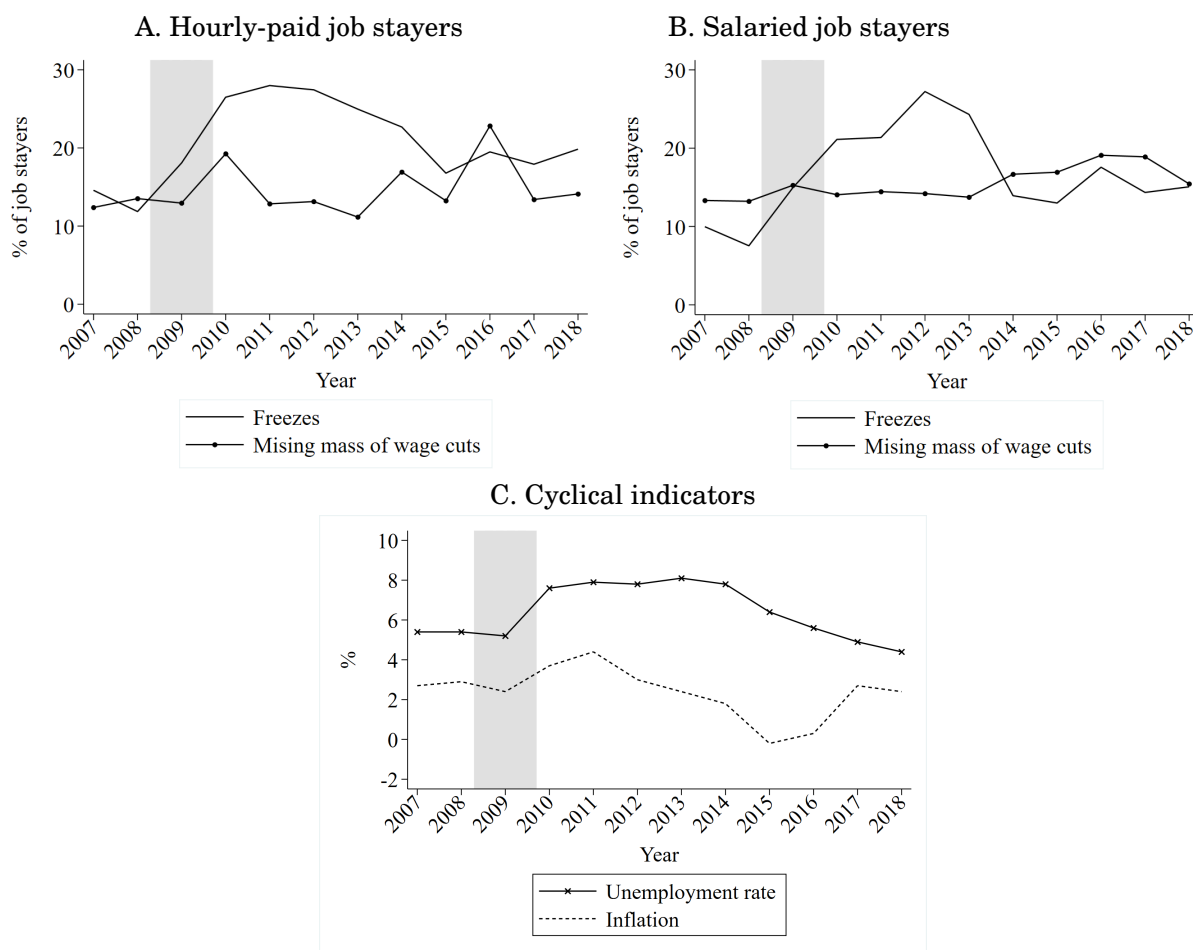 A. Hourly-paid job stayers
% of job stayers
30
20
10
0
2007 2008 2009 2010 2011 2012 2013 2014 2015 2016 2017 2018
Year
Freezes
Mising mass of wage cuts
B. Salaried job stayers
% of job stayers
30
20
10
0
2007 2008 2009 2010 2011 2012 2013 2014 2015 2016 2017 2018
Year
Freezes
Mising mass of wage cuts
C. Cyclical indicators
%
10
8
6
4
2
0
-2
2007 2008 2009 2010 2011 2012 2013 2014 2015 2016 2017 2018
Year
Unemployment rate
Inflation